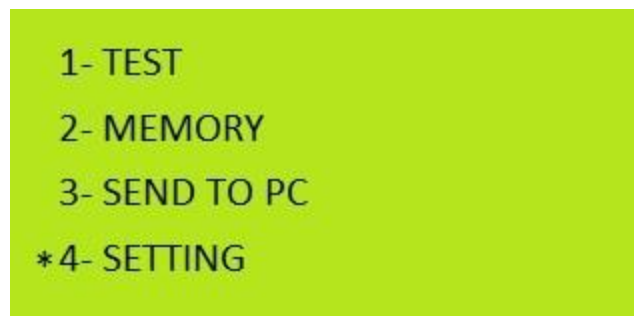 1- TEST
2- MEMORY
3- SEND TO PC
*4- SETTING